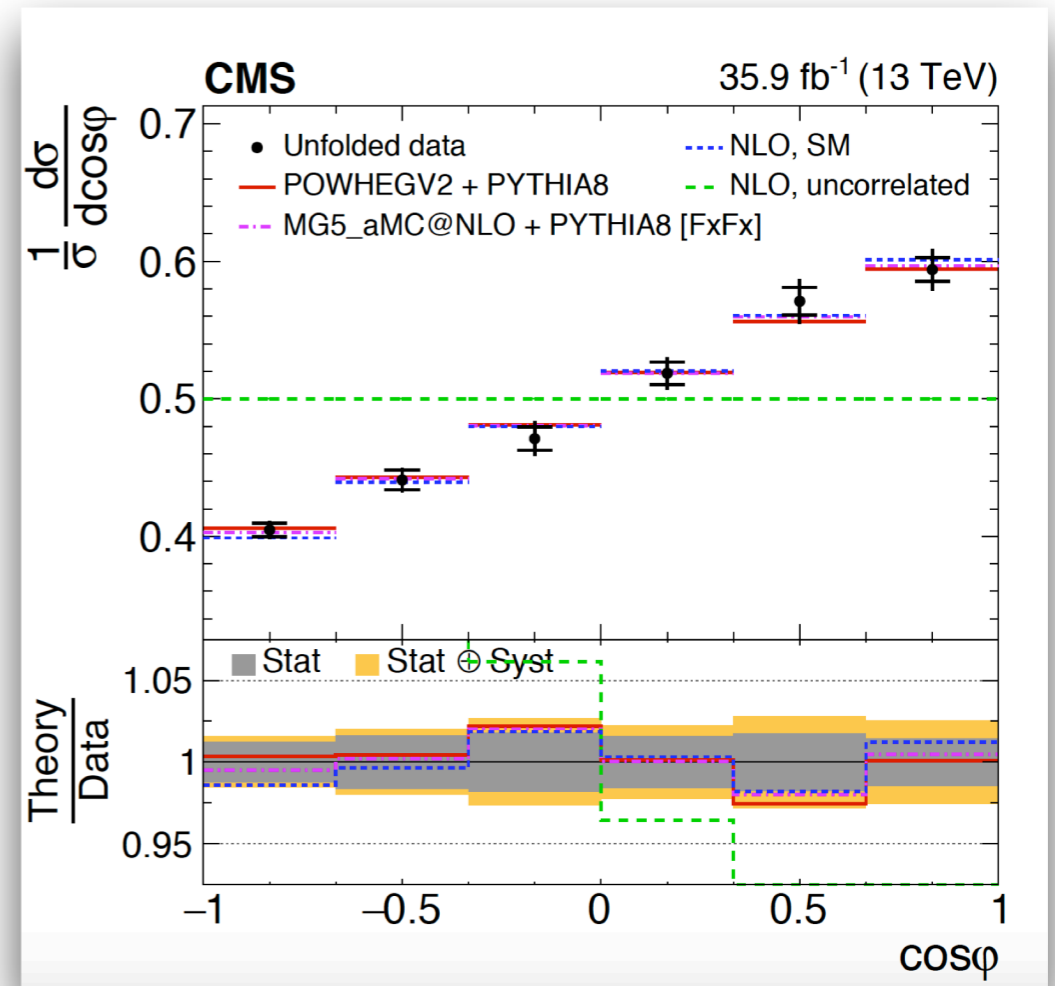 CMS 35.9 fb⁻¹ (13 TeV)
1/σ dσ/dcosφ
0.7
Unfolded data
NLO, SM
POWHEGV2 + PYTHIA8
NLO, uncorrelated
MG5_aMC@NLO + PYTHIA8 [FxFx]
0.6
0.5
0.4
Stat
Stat ⊕ Syst
Theory/Data
1.05
1
0.95
−1 −0.5 0 0.5 1
cosφ